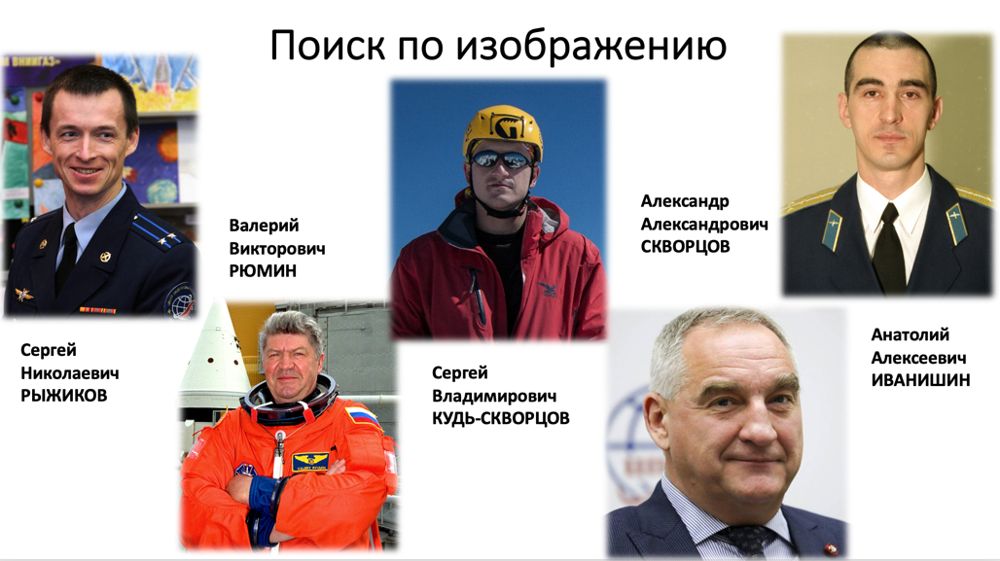 Поиск по изображению
Сергей
Николаевич
РЫЖИКОВ
Валерий
Викторович
РЮМИН
Сергей
Владимирович
КУДЬ-СКВОРЦОВ
Александр
Александрович
СКВОРЦОВ
Анатолий
Алексеевич
ИВАНИШИН